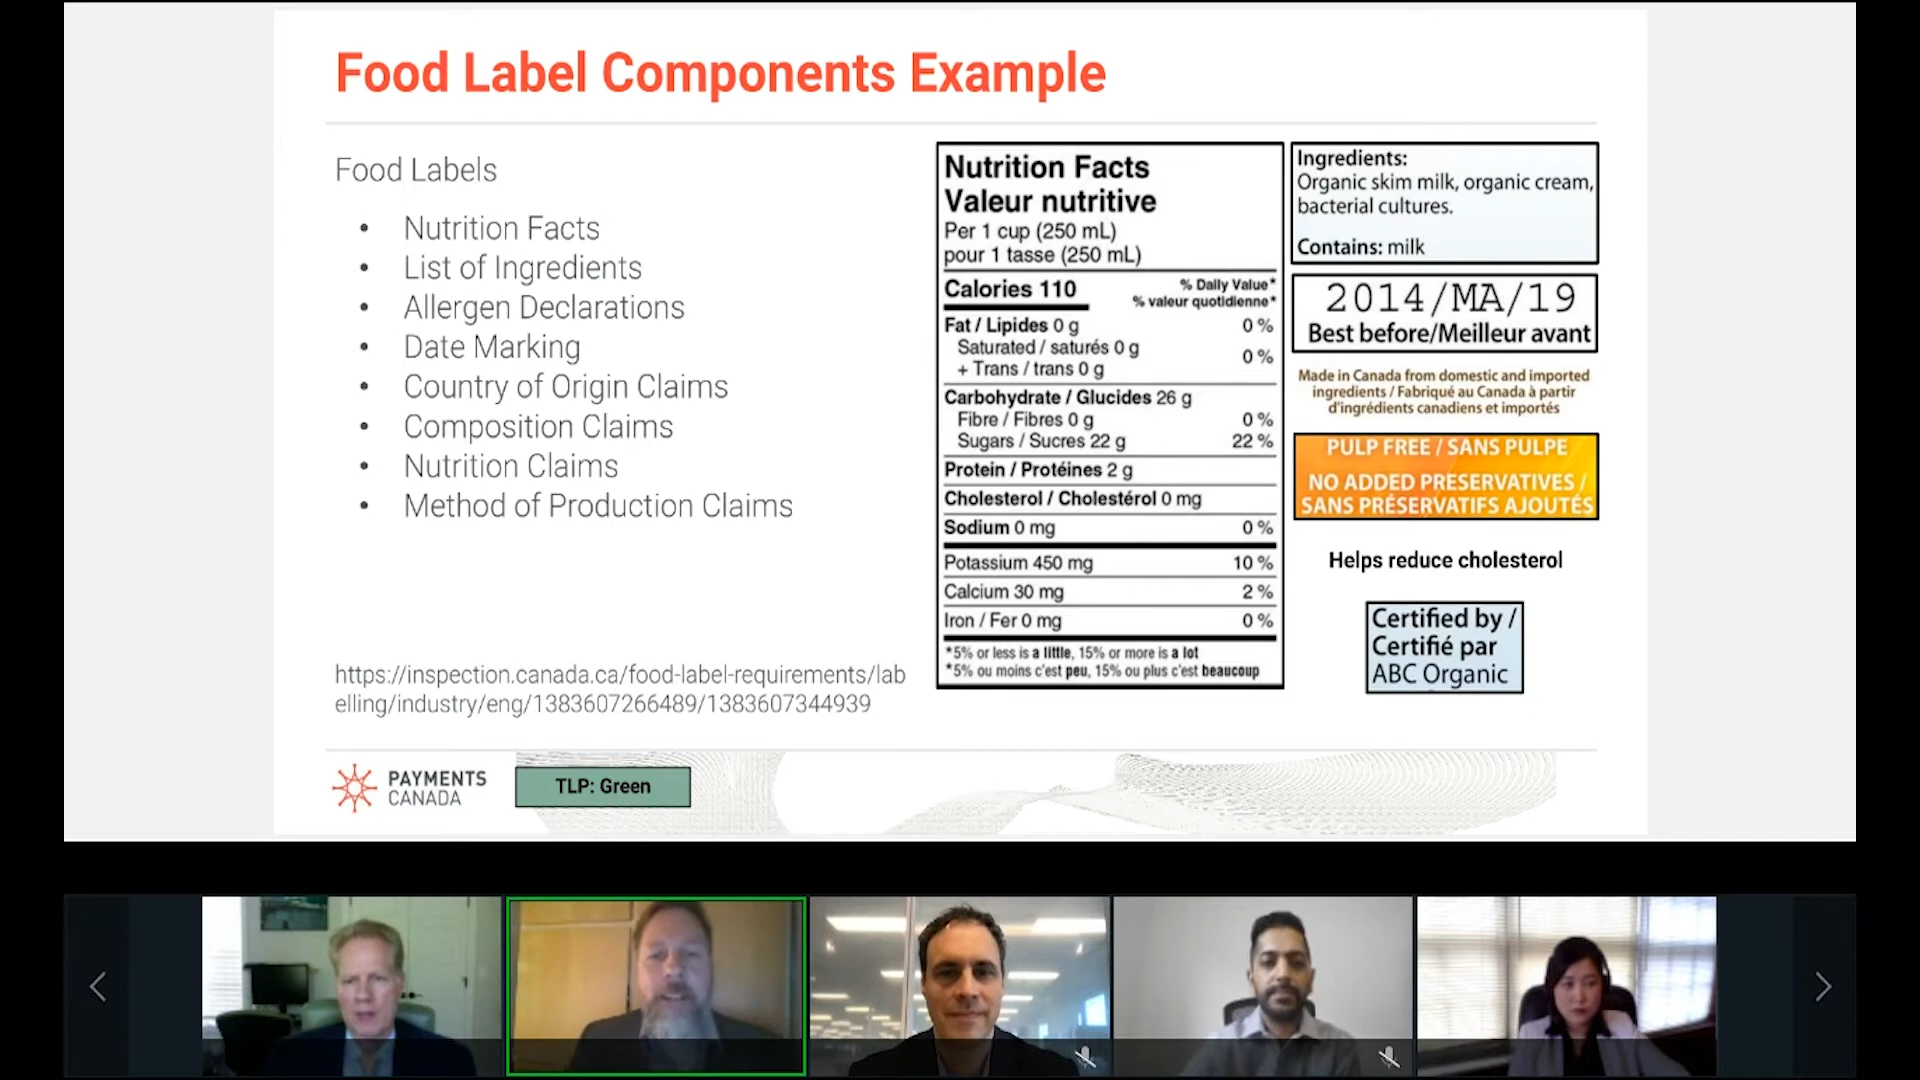 Food Label Components Example
Food Labels
• Nutrition Facts
• List of Ingredients
• Allergen Declarations
• Date Marking
• Country of Origin Claims
• Composition Claims
• Nutrition Claims
• Method of Production Claims
https://inspection.canada.ca/food-label-requirements/lab
elling/industry/eng/1383607266489/1383607344939
Nutrition Facts
Valeur nutritive
Per 1 cup (250 mL)
pour 1 tasse (250 mL)
Calories 110
% Daily Value*
% valeur quotidienne*
Fat / Lipides 0 g 0 %
Saturated / saturés 0 g
+ Trans / trans 0 g
0 %
Carbohydrate / Glucides 26 g
Fibre / Fibres 0 g 0 %
Sugars / Sucres 22 g 22 %
Protein / Protéines 2 g
Cholesterol / Cholestérol 0 mg
Sodium 0 mg 0 %
Potassium 450 mg 10 %
Calcium 30 mg 2 %
Iron / Fer 0 mg 0 %
*5% or less is a little, 15% or more is a lot
*5% ou moins c'est peu, 15% ou plus c'est beaucoup
Ingredients:
Organic skim milk, organic cream,
bacterial cultures.
Contains: milk
2014/MA/19
Best before/Meilleur avant
Made in Canada from domestic and imported
ingredients / Fabriqué au Canada à partir
d'ingrédients canadiens et importés
PULP FREE / SANS PULPE
NO ADDED PRESERVATIVES /
SANS PRÉSERVATIFS AJOUTÉS
Helps reduce cholesterol
Certified by /
Certifié par
ABC Organic
PAYMENTS
CANADA
TLP: Green